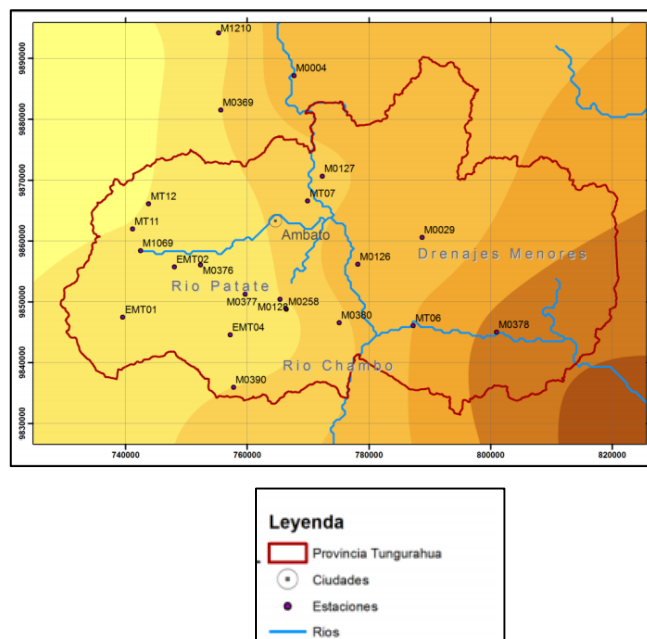 M1210
M0004
M0369
M0127
MT07
MT12
MT11
M1069
Ambato
M0029
Drenajes Menores
M0126
EMT02
M0376
Rio Patate
M0377
M0128
M0258
EMT01
EMT04
M0380
MT06
M0378
Rio Chambo
M0390
9890000
9880000
9870000
9860000
9850000
9840000
9830000
740000 760000 780000 800000 820000
Leyenda
Provincia Tungurahua
Ciudades
Estaciones
Rios